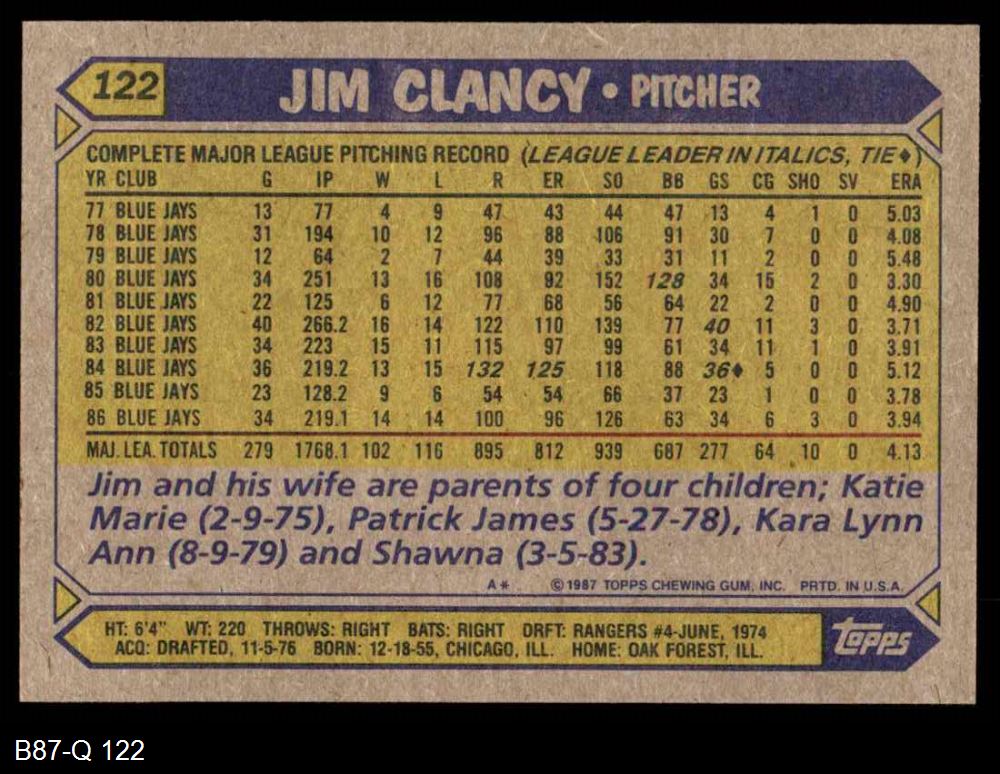 122 JIM CLANCY • PITCHER
COMPLETE MAJOR LEAGUE PITCHING RECORD (LEAGUE LEADER IN ITALICS, TIE♦)
YR CLUB G IP W L R ER SO BB GS CG SHO SV ERA
77 BLUE JAYS 13 77 4 9 47 43 44 47 13 4 1 0 5.03
78 BLUE JAYS 31 194 10 12 96 88 106 91 30 7 0 0 4.08
79 BLUE JAYS 12 64 2 7 44 39 33 31 11 2 0 0 5.48
80 BLUE JAYS 34 251 13 16 108 92 152 128 34 15 2 0 3.30
81 BLUE JAYS 22 125 6 12 77 68 56 64 22 2 0 0 4.90
82 BLUE JAYS 40 266.2 16 14 122 110 139 77 40 11 3 0 3.71
83 BLUE JAYS 34 223 15 11 115 97 99 61 34 11 1 0 3.91
84 BLUE JAYS 36 219.2 13 15 132 125 118 88 36♦ 5 0 0 5.12
85 BLUE JAYS 23 128.2 9 6 54 54 66 37 23 1 0 0 3.78
86 BLUE JAYS 34 219.1 14 14 100 96 126 63 34 6 3 0 3.94
MAJ. LEA. TOTALS 279 1768.1 102 116 895 812 939 687 277 64 10 0 4.13
Jim and his wife are parents of four children; Katie
Marie (2-9-75), Patrick James (5-27-78), Kara Lynn
Ann (8-9-79) and Shawna (3-5-83).
A* ©1987 TOPPS CHEWING GUM, INC. PRTD. IN U.S.A.
HT: 6'4" WT: 220 THROWS: RIGHT BATS: RIGHT DRFT: RANGERS #4-JUNE, 1974
ACQ: DRAFTED, 11-5-76 BORN: 12-18-55, CHICAGO, ILL. HOME: OAK FOREST, ILL.
topps
B87-Q 122